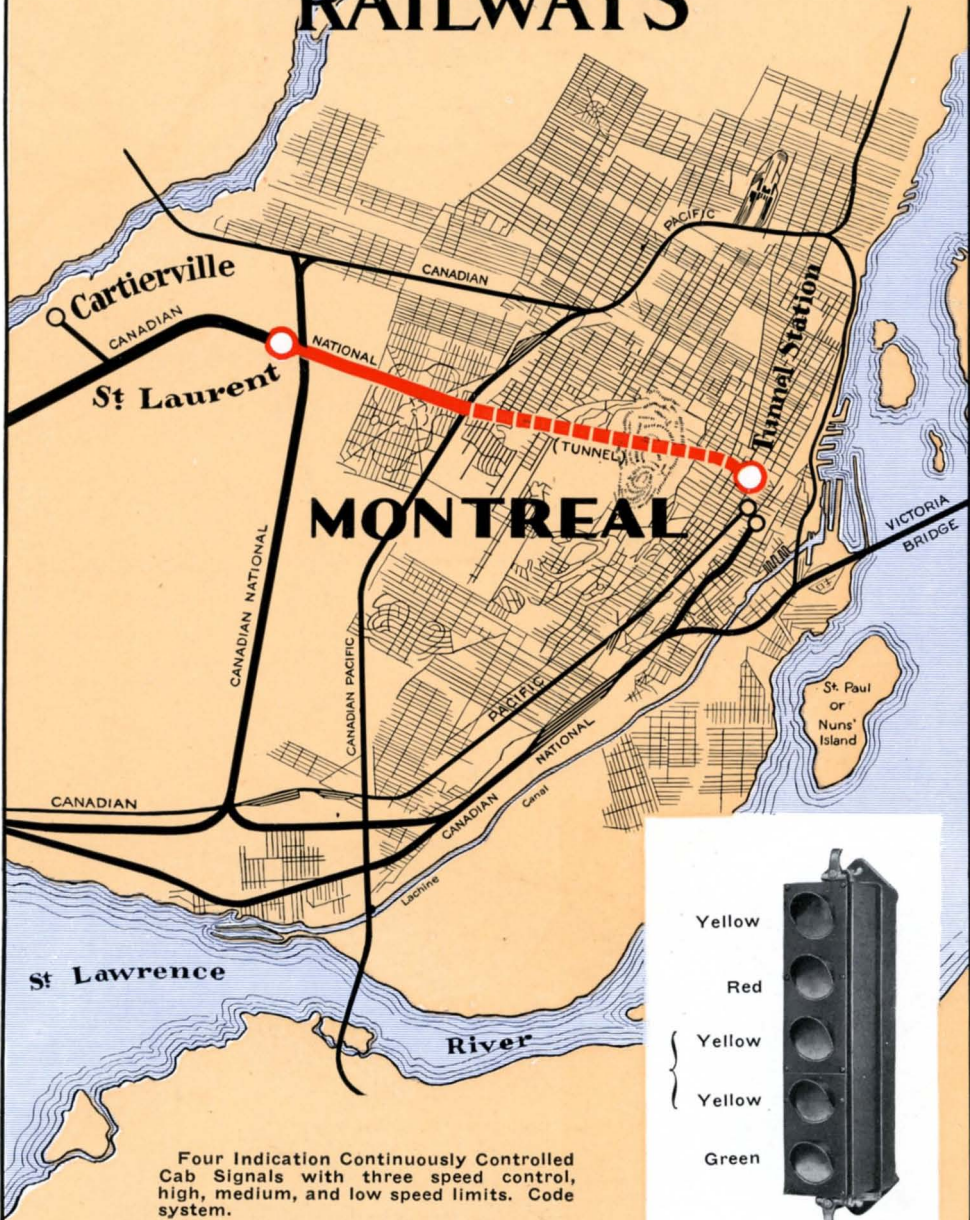 RAILWAYS
PACIFIC
CANADIAN
Cartierville
CANADIAN
NATIONAL
Tunnel Station
St. Laurent
(TUNNEL)
MONTREAL
VICTORIA
BRIDGE
CANADIAN NATIONAL
CANADIAN PACIFIC
PACIFIC
St. Paul
or
Nuns'
Island
NATIONAL
CANADIAN
CANADIAN
Canal
Lachine
St. Lawrence
River
Yellow
Red
Yellow
Yellow
Green
Four Indication Continuously Controlled
Cab Signals with three speed control,
high, medium, and low speed limits. Code
system.